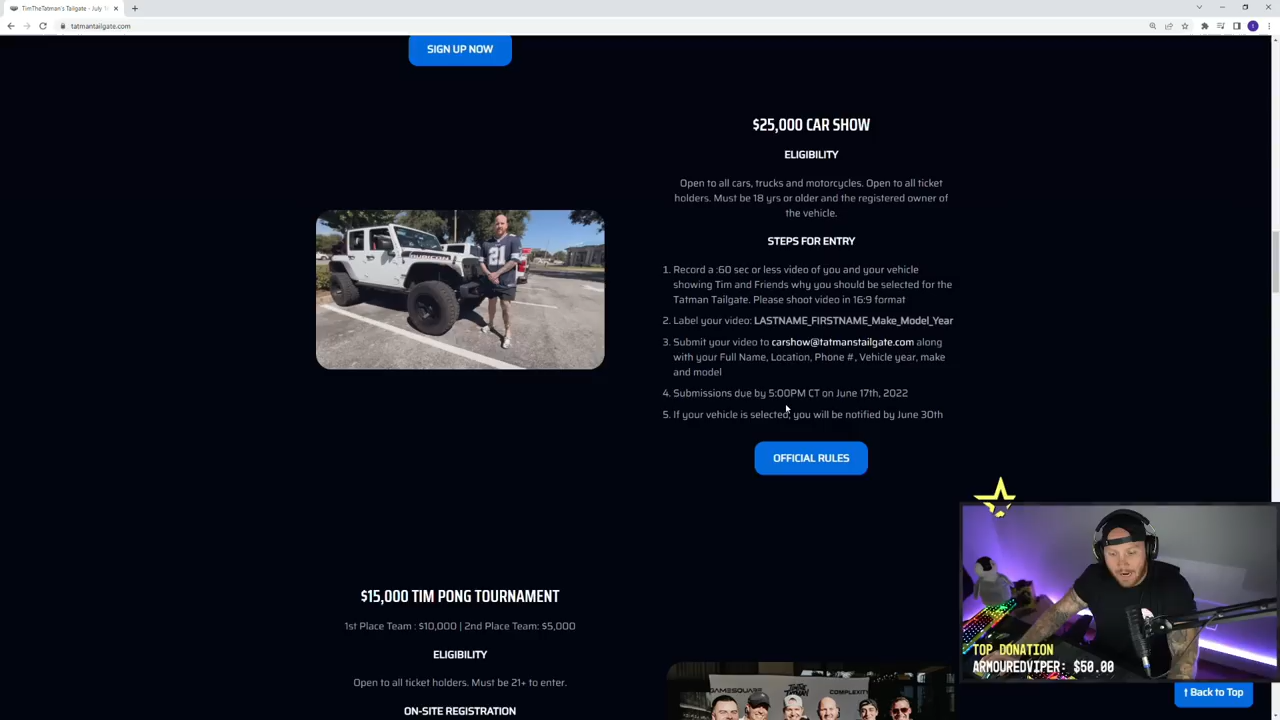 TimTheTatman's Tailgate - July
tatmantailgate.com
SIGN UP NOW
$25,000 CAR SHOW
ELIGIBILITY
Open to all cars, trucks and motorcycles. Open to all ticket
holders. Must be 18 yrs or older and the registered owner of
the vehicle.
STEPS FOR ENTRY
1. Record a :60 sec or less video of you and your vehicle
showing Tim and Friends why you should be selected for the
Tatman Tailgate. Please shoot video in 16:9 format
2. Label your video: LASTNAME_FIRSTNAME_Make_Model_Year
3. Submit your video to carshow@tatmanstailgate.com along
with your Full Name, Location, Phone #, Vehicle year, make
and model
4. Submissions due by 5:00PM CT on June 17th, 2022
5. If your vehicle is selected, you will be notified by June 30th
OFFICIAL RULES
RUBICON
21
$15,000 TIM PONG TOURNAMENT
1st Place Team : $10,000 | 2nd Place Team: $5,000
ELIGIBILITY
Open to all ticket holders. Must be 21+ to enter.
ON-SITE REGISTRATION
GAMESQUARE
TATMAN
COMPLEXITY
TOP DONATION
ARMOUREDVIPER: $50.00
↑ Back to Top